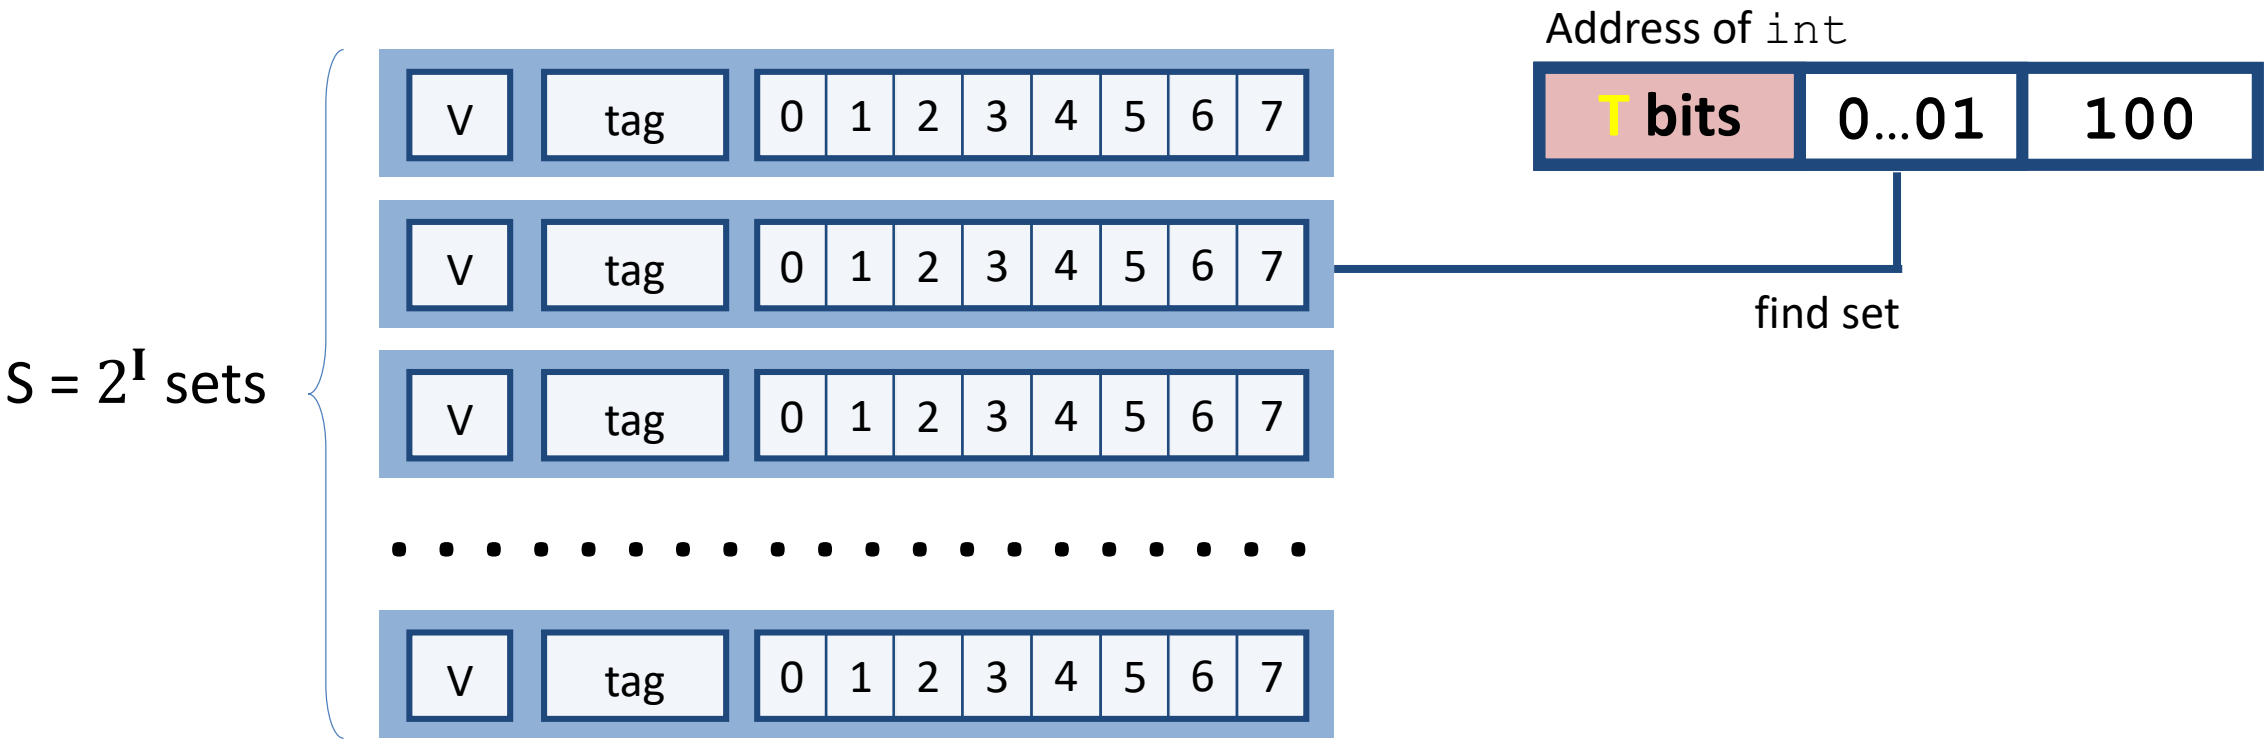 Address of int
T bits 0...01 100
V tag 0 1 2 3 4 5 6 7
V tag 0 1 2 3 4 5 6 7
find set
S = 2^I sets
V tag 0 1 2 3 4 5 6 7
. . . . . . . . . . . . . . . . . . . .
V tag 0 1 2 3 4 5 6 7